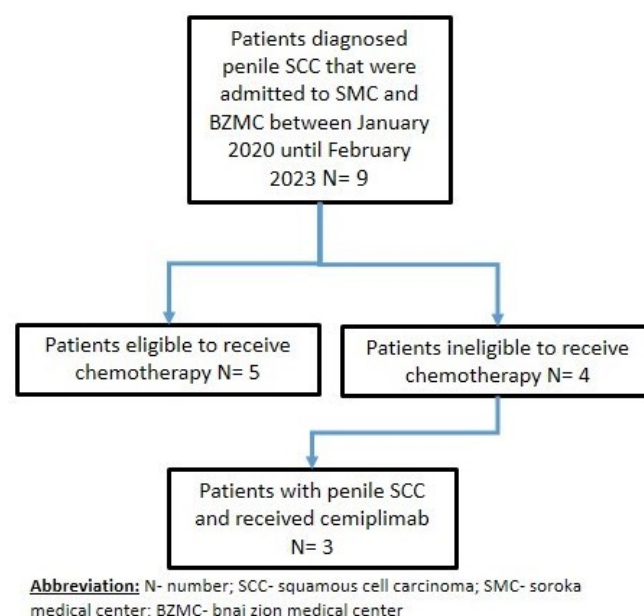 Patients diagnosed
penile SCC that were
admitted to SMC and
BZMC between January
2020 until February
2023 N= 9
Patients eligible to receive
chemotherapy N= 5
Patients ineligible to receive
chemotherapy N= 4
Patients with penile SCC
and received cemiplimab
N= 3
Abbreviation: N- number; SCC- squamous cell carcinoma; SMC- soroka
medical center; BZMC- bnai zion medical center